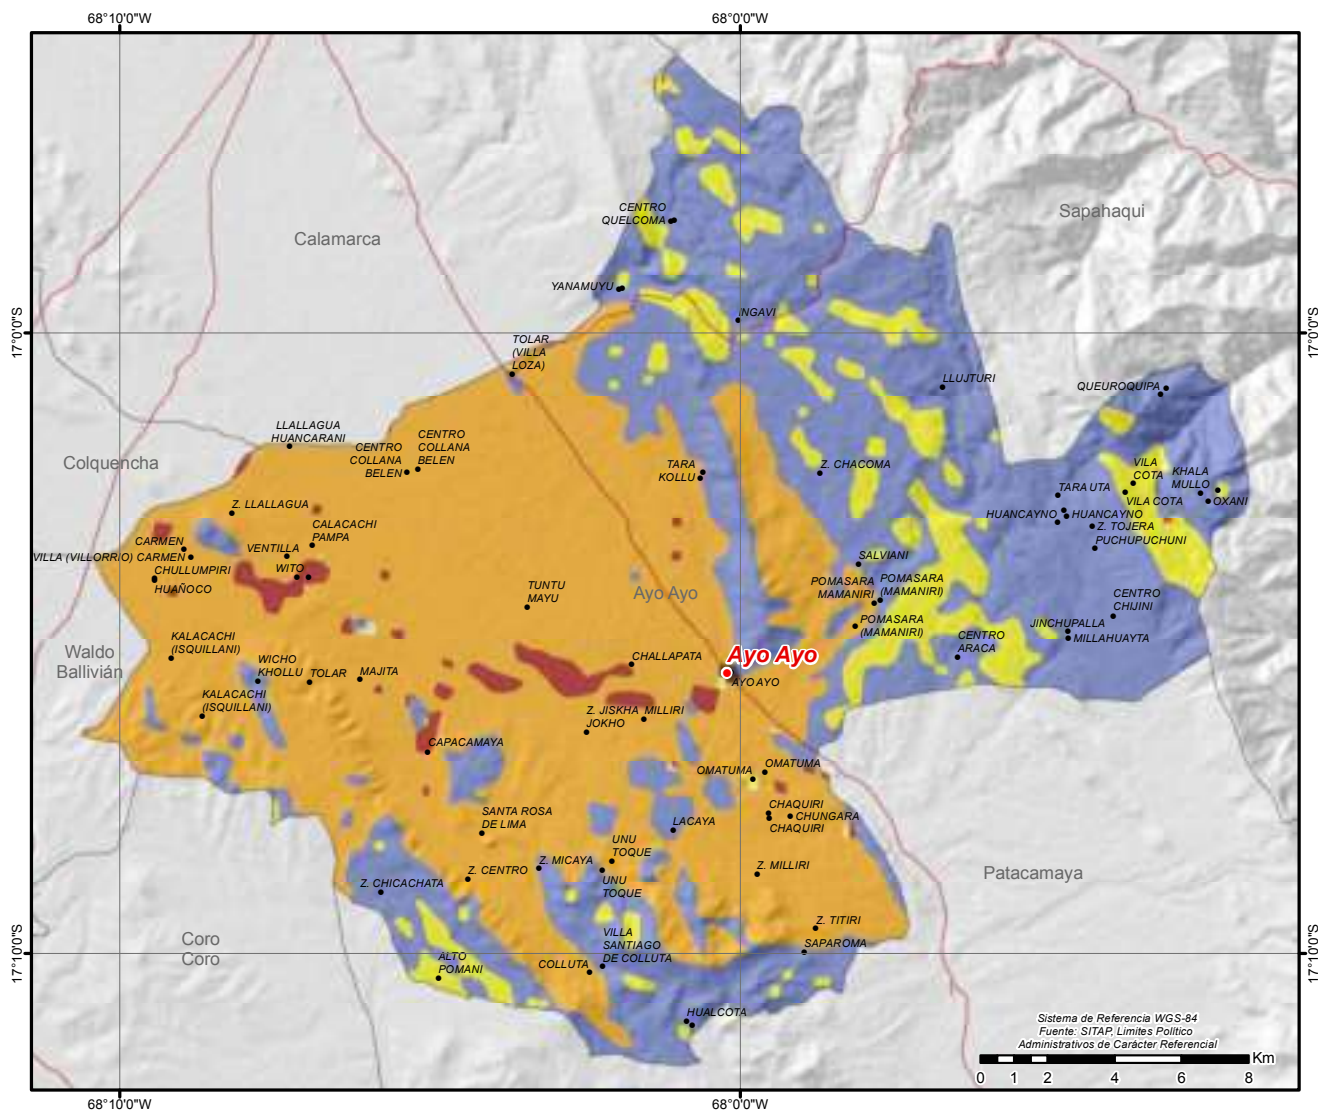 68°10'0"W
68°0'0"W
CENTRO
QUELCOMA
Sapahaqui
Calamarca
YANAMUYU
NGAVI
17°0'0"S
17°0'0"S
TOLAR
(VILLA
LOZA)
LLUJTURI
QUEUROQUIPA
LLALLAGUA
HUANCARANI
CENTRO
COLLANA
BELEN
CENTRO
COLLANA
BELEN
Colquencha
TARA
KOLLU
Z. CHACOMA
VILA
COTA
KHALA
MULLO
TARA UTA
VILA COTA
OXANI
Z. LLALLAGUA
HUANCAYNO
HUANCAYNO
Z. TOJERA
CALACACHI
PAMPA
PUCHUPUCHUNI
CARMEN
VENTILLA
VILLA (VILLORRIO) CARMEN
SALVIANI
CHULLUMPIRI
WITO
HUAÑOCO
POMASARA
MAMANIRI
POMASARA
(MAMANIRI)
TUNTU
MAYU
Ayo Ayo
CENTRO
CHIJINI
POMASARA
(MAMANIRI)
JINCHUPALLA
MILLAHUAYTA
KALACACHI
(ISQUILLANI)
CENTRO
ARACA
Waldo
Ballivián
WICHO
KHOLLU
TOLAR
MAJITA
CHALLAPATA
Ayo Ayo
AYO AYO
KALACACHI
(ISQUILLANI)
Z. JISKHA
JOKHO
MILLIRI
CAPACAMAYA
OMATUMA
OMATUMA
SANTA ROSA
DE LIMA
LACAYA
CHAQUIRI
CHUNGARA
CHAQUIRI
UNU
TOQUE
Z. MICAYA
Z. CENTRO
UNU
TOQUE
Z. MILLIRI
Patacamaya
Z. CHICACHATA
Z. TITIRI
VILLA
SANTIAGO
DE COLLUTA
SAPAROMA
Coro
Coro
17°10'0"S
17°10'0"S
ALTO
POMANI
COLLUTA
HUALCOTA
Sistema de Referencia WGS-84
Fuente: SITAP, Limites Político
Administrativos de Carácter Referencial
Km
0 1 2 4 6 8
68°10'0"W
68°0'0"W